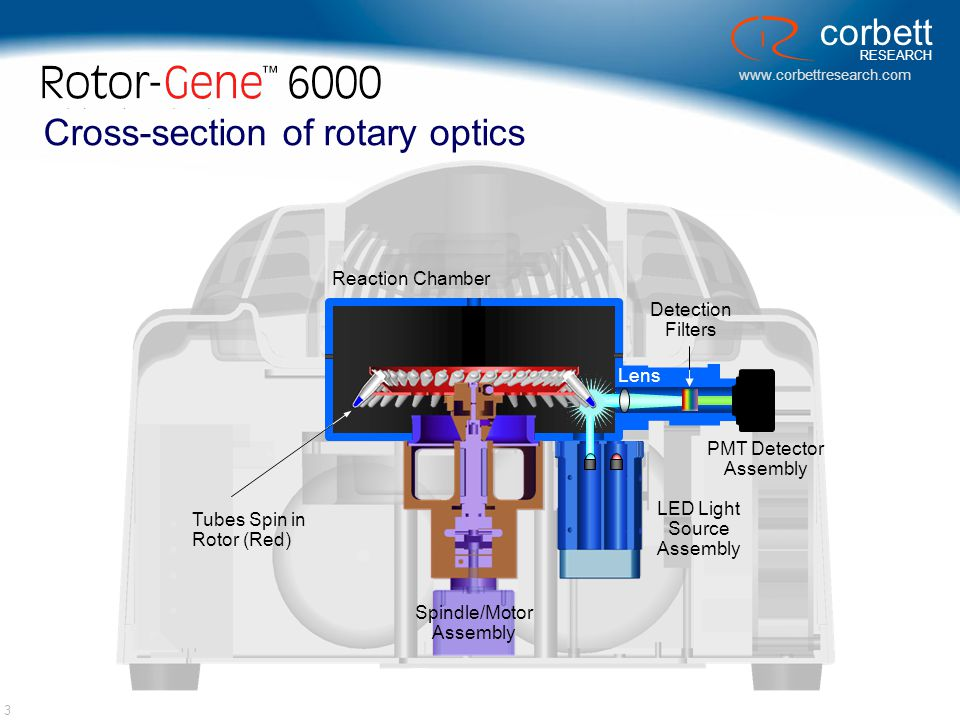 corbett
RESEARCH
www.corbettresearch.com
Rotor-Gene™ 6000
Cross-section of rotary optics
Reaction Chamber
Detection
Filters
Lens
PMT Detector
Assembly
LED Light
Source
Assembly
Tubes Spin in
Rotor (Red)
Spindle/Motor
Assembly
3